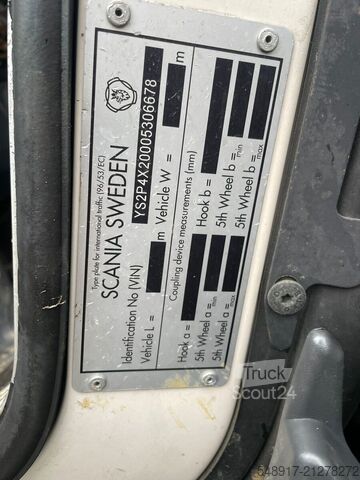 Type plate for international traffic (96/53/EC)
SCANIA SWEDEN
Identification No (VIN) YS2P4X20005306678
Vehicle L = m Vehicle W = m
Coupling device measurements (mm)
Hook a = Hook b =
5th Wheel a = min 5th Wheel b = min
5th Wheel a = max 5th Wheel b = max
Truck
Scout24
548917-21278272